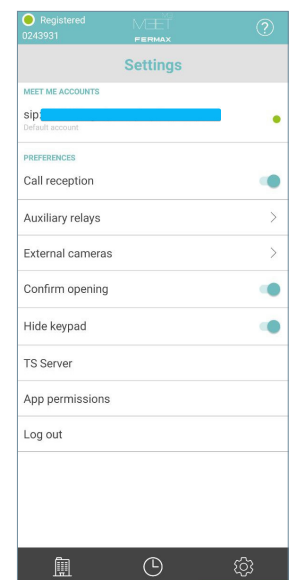 Registered
0243931
MEET
FERMAX
?
Settings
MEET ME ACCOUNTS
sip:
Default account
PREFERENCES
Call reception
Auxiliary relays
External cameras
Confirm opening
Hide keypad
TS Server
App permissions
Log out